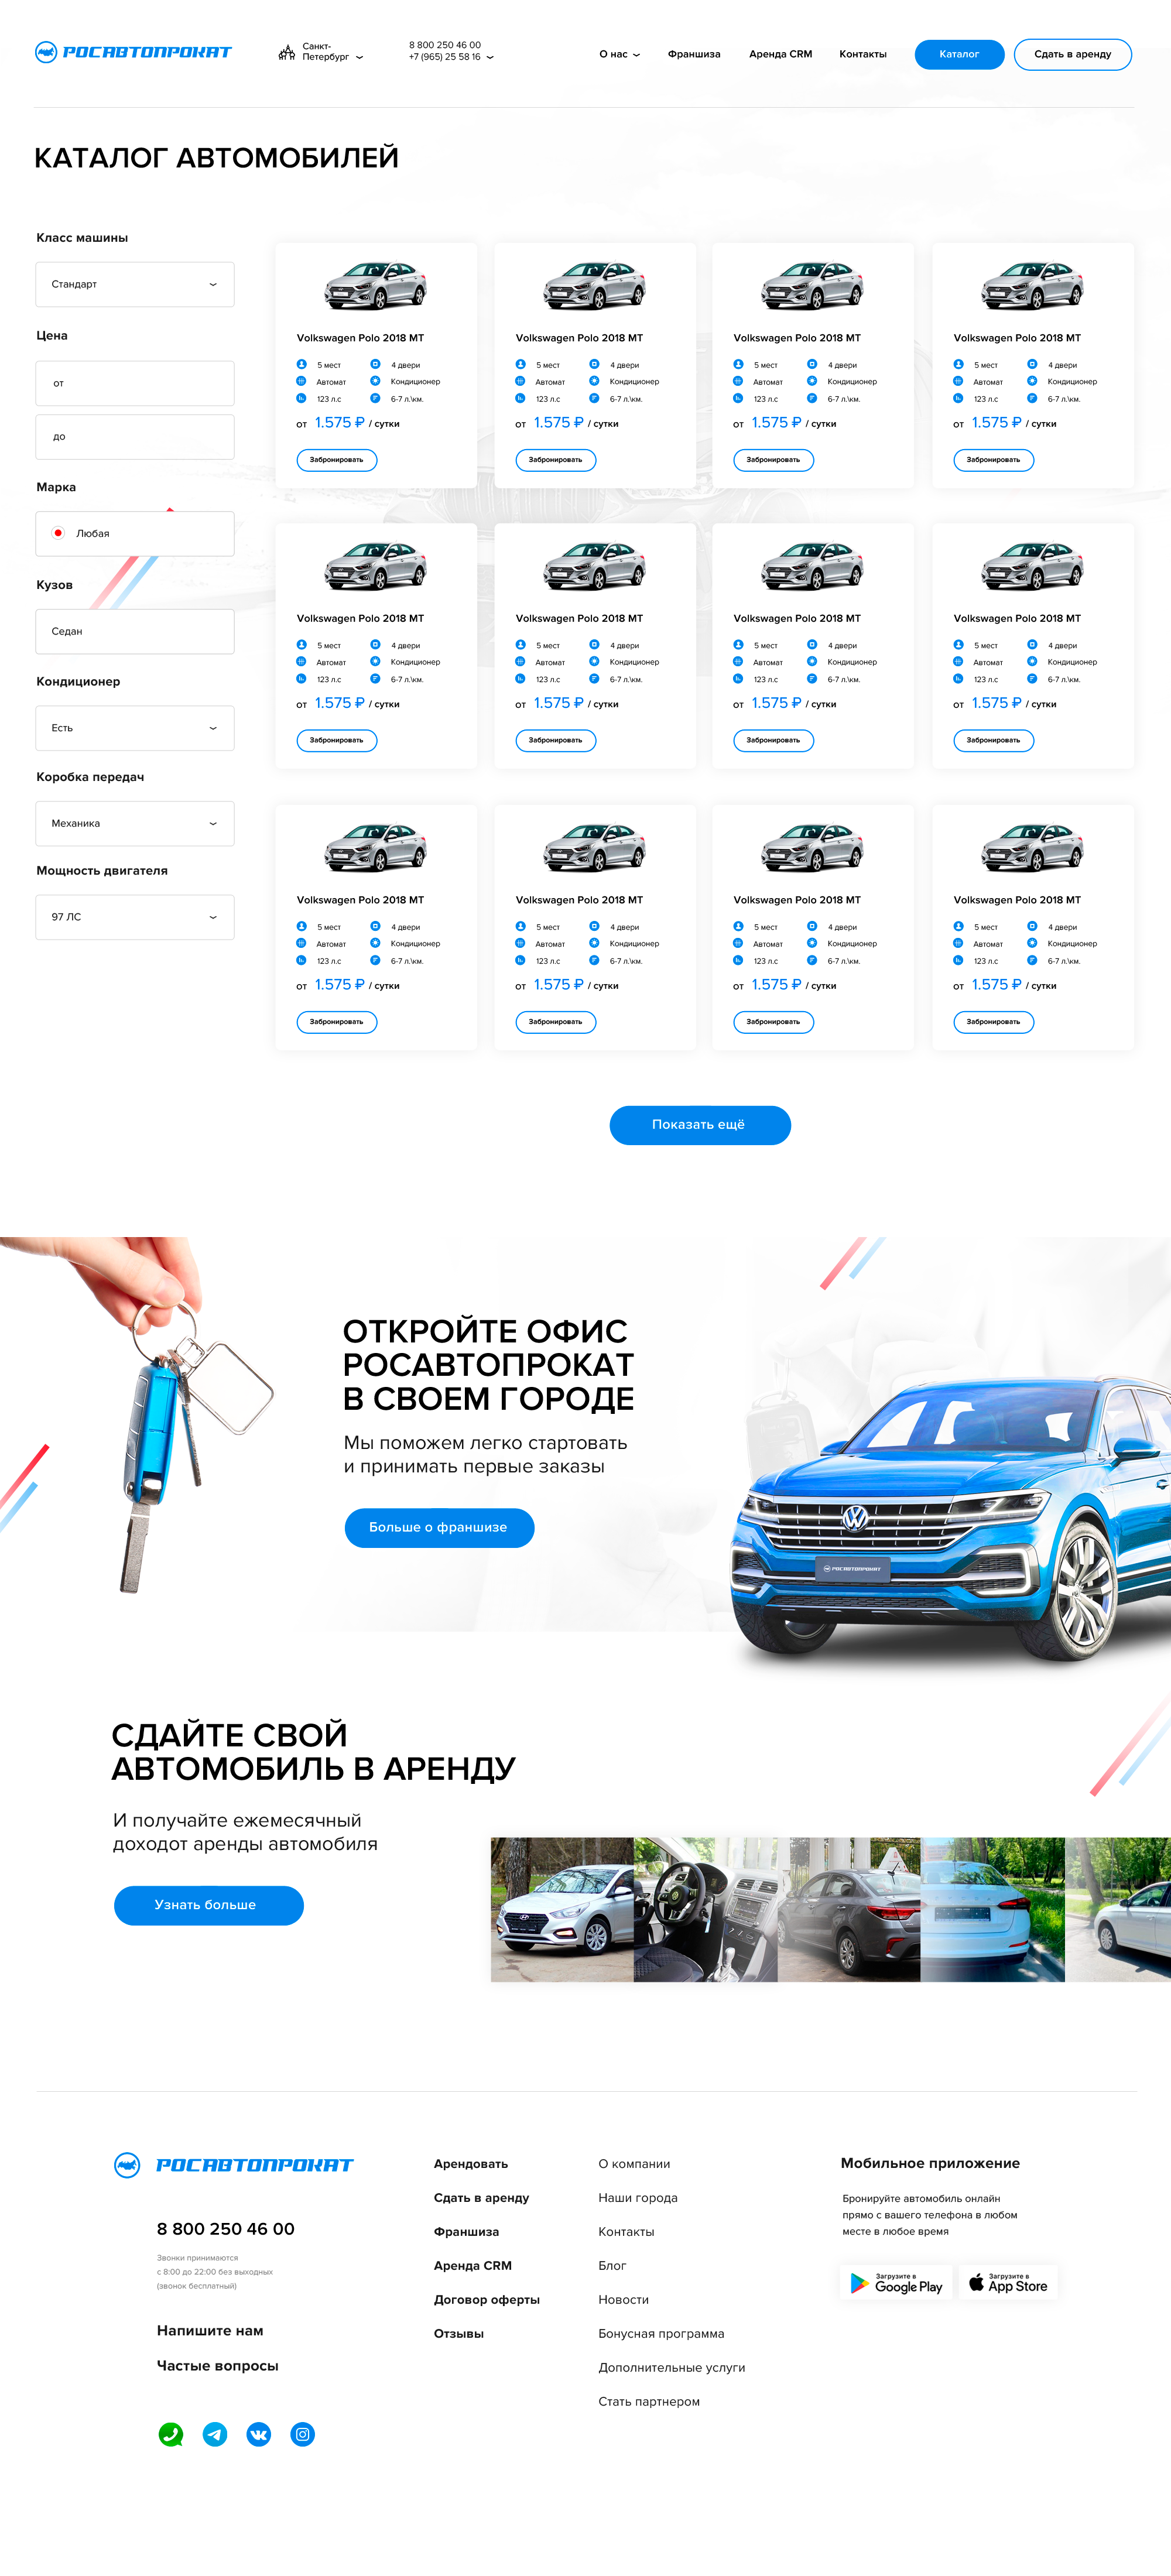 РОСАВТОПРОКАТ
Санкт-
Петербург
8 800 250 46 00
+7 (965) 25 58 16
О нас
Франшиза
Аренда CRM
Контакты
Каталог
Сдать в аренду
КАТАЛОГ АВТОМОБИЛЕЙ
Класс машины
Стандарт
Цена
от
до
Марка
Любая
Кузов
Седан
Кондиционер
Есть
Коробка передач
Механика
Мощность двигателя
97 ЛС
Volkswagen Polo 2018 MT
5 мест 4 двери
Автомат Кондиционер
123 л.с 6-7 л.\км.
от 1.575 ₽ / сутки
Забронировать
Volkswagen Polo 2018 MT
5 мест 4 двери
Автомат Кондиционер
123 л.с 6-7 л.\км.
от 1.575 ₽ / сутки
Забронировать
Volkswagen Polo 2018 MT
5 мест 4 двери
Автомат Кондиционер
123 л.с 6-7 л.\км.
от 1.575 ₽ / сутки
Забронировать
Volkswagen Polo 2018 MT
5 мест 4 двери
Автомат Кондиционер
123 л.с 6-7 л.\км.
от 1.575 ₽ / сутки
Забронировать
Volkswagen Polo 2018 MT
5 мест 4 двери
Автомат Кондиционер
123 л.с 6-7 л.\км.
от 1.575 ₽ / сутки
Забронировать
Volkswagen Polo 2018 MT
5 мест 4 двери
Автомат Кондиционер
123 л.с 6-7 л.\км.
от 1.575 ₽ / сутки
Забронировать
Volkswagen Polo 2018 MT
5 мест 4 двери
Автомат Кондиционер
123 л.с 6-7 л.\км.
от 1.575 ₽ / сутки
Забронировать
Volkswagen Polo 2018 MT
5 мест 4 двери
Автомат Кондиционер
123 л.с 6-7 л.\км.
от 1.575 ₽ / сутки
Забронировать
Volkswagen Polo 2018 MT
5 мест 4 двери
Автомат Кондиционер
123 л.с 6-7 л.\км.
от 1.575 ₽ / сутки
Забронировать
Volkswagen Polo 2018 MT
5 мест 4 двери
Автомат Кондиционер
123 л.с 6-7 л.\км.
от 1.575 ₽ / сутки
Забронировать
Volkswagen Polo 2018 MT
5 мест 4 двери
Автомат Кондиционер
123 л.с 6-7 л.\км.
от 1.575 ₽ / сутки
Забронировать
Volkswagen Polo 2018 MT
5 мест 4 двери
Автомат Кондиционер
123 л.с 6-7 л.\км.
от 1.575 ₽ / сутки
Забронировать
Показать ещё
ОТКРОЙТЕ ОФИС
РОСАВТОПРОКАТ
В СВОЕМ ГОРОДЕ
Мы поможем легко стартовать
и принимать первые заказы
Больше о франшизе
РОСАВТОПРОКАТ
СДАЙТЕ СВОЙ
АВТОМОБИЛЬ В АРЕНДУ
И получайте ежемесячный
доходот аренды автомобиля
Узнать больше
РОСАВТОПРОКАТ
8 800 250 46 00
Звонки принимаются
с 8:00 до 22:00 без выходных
(звонок бесплатный)
Напишите нам
Частые вопросы
Арендовать
Сдать в аренду
Франшиза
Аренда CRM
Договор оферты
Отзывы
О компании
Наши города
Контакты
Блог
Новости
Бонусная программа
Дополнительные услуги
Стать партнером
Мобильное приложение
Бронируйте автомобиль онлайн
прямо с вашего телефона в любом
месте в любое время
Загрузите в
Google Play
Загрузите в
App Store